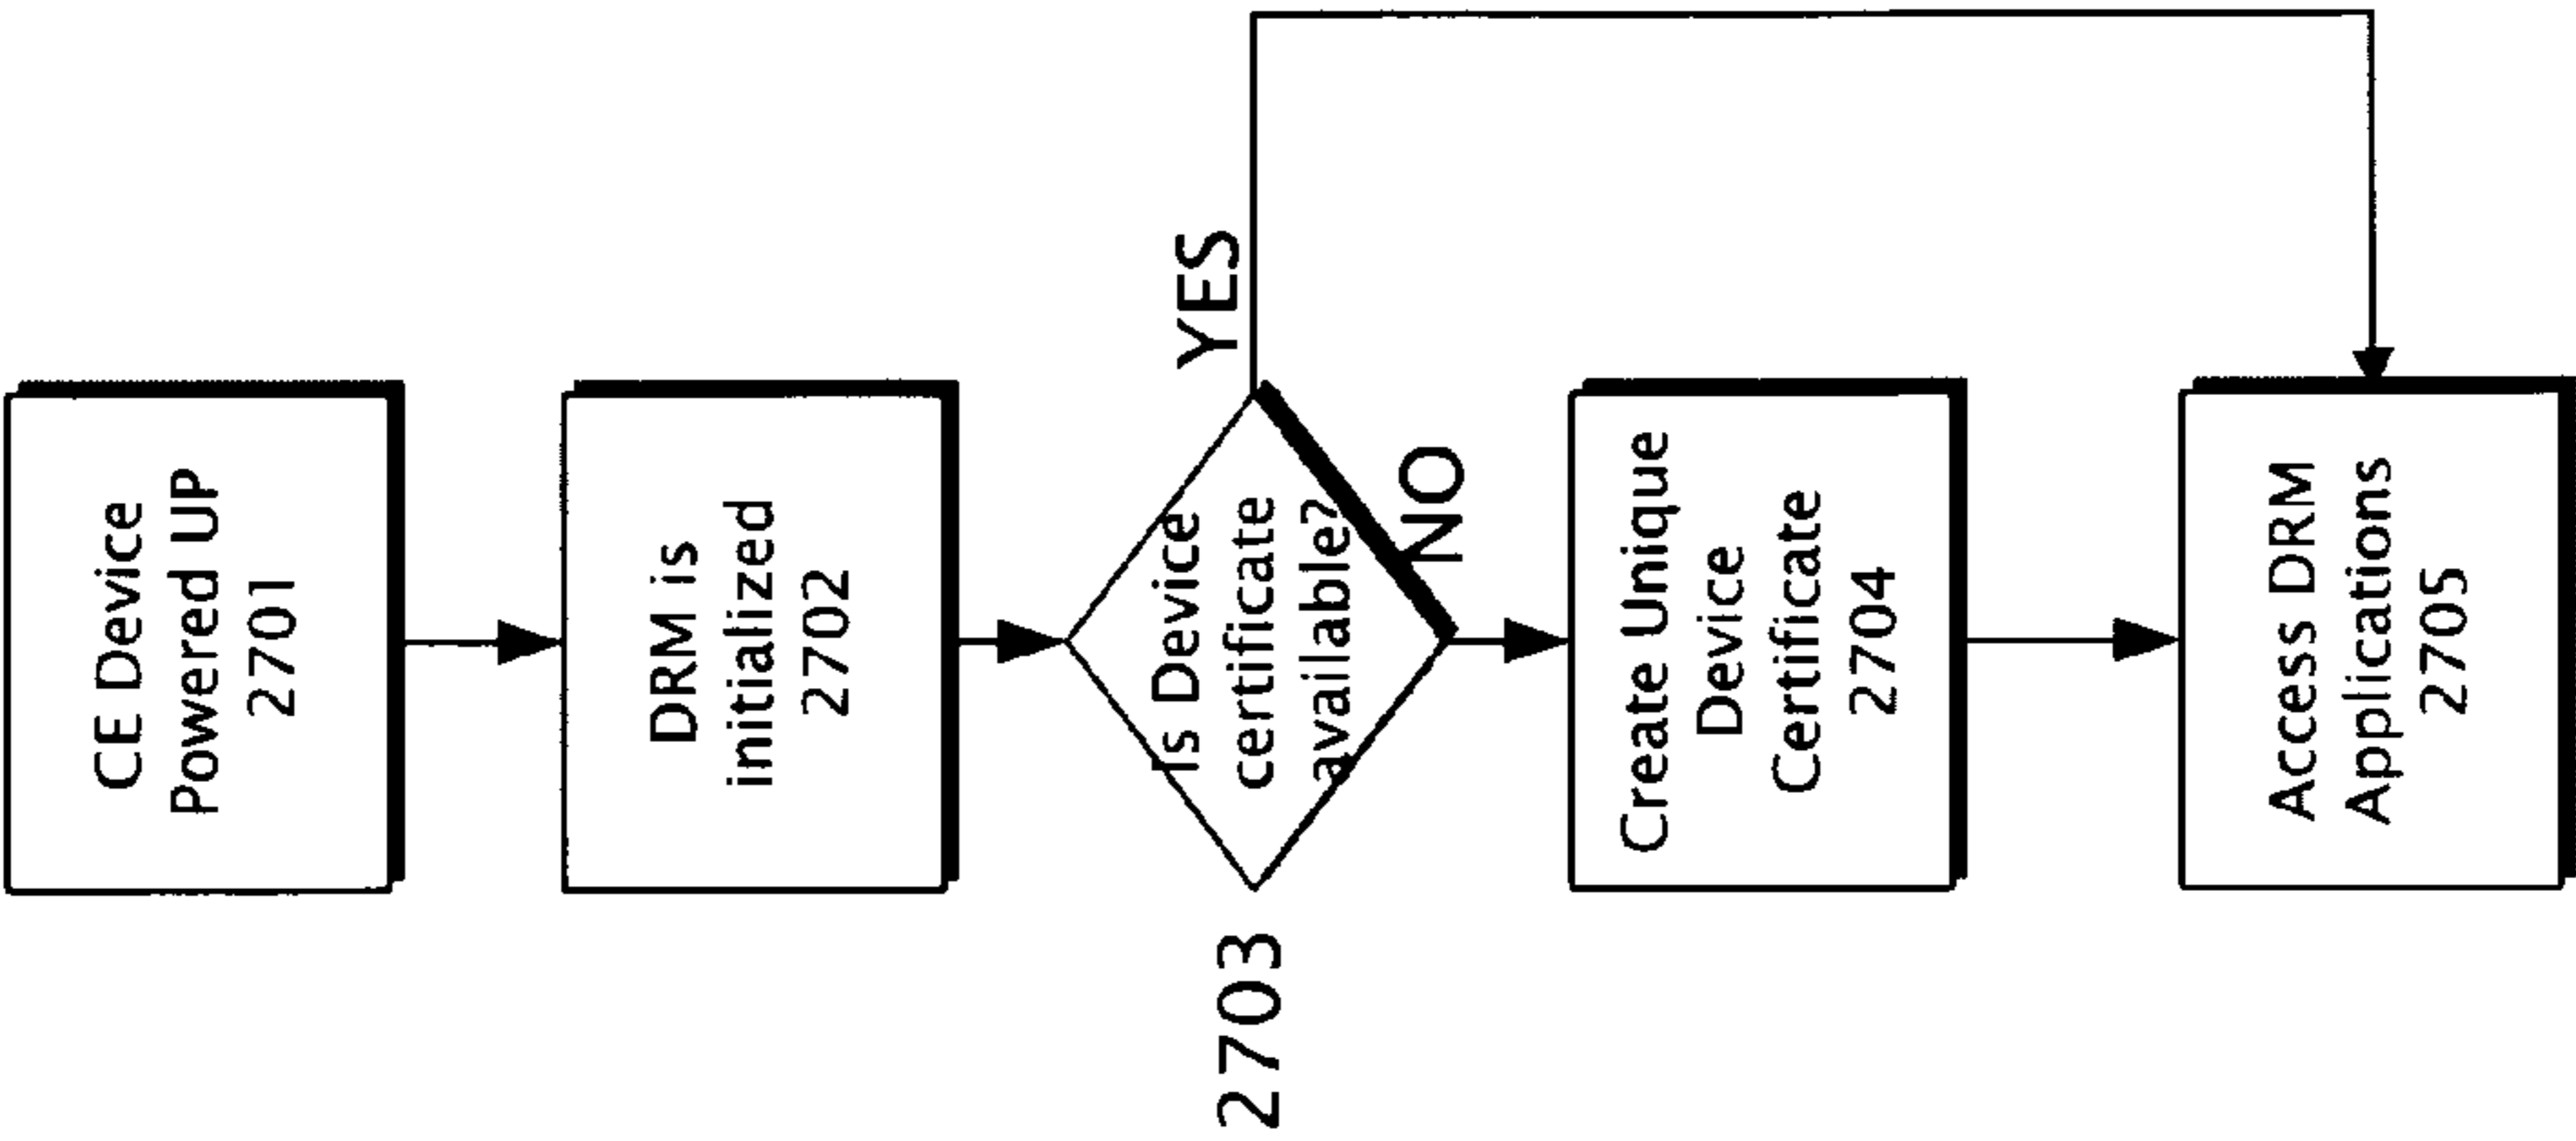 CE Device
Powered UP
2701
DRM is
initialized
2702
2703
Is Device
certificate
available?
YES
NO
Create Unique
Device
Certificate
2704
Access DRM
Applications
2705